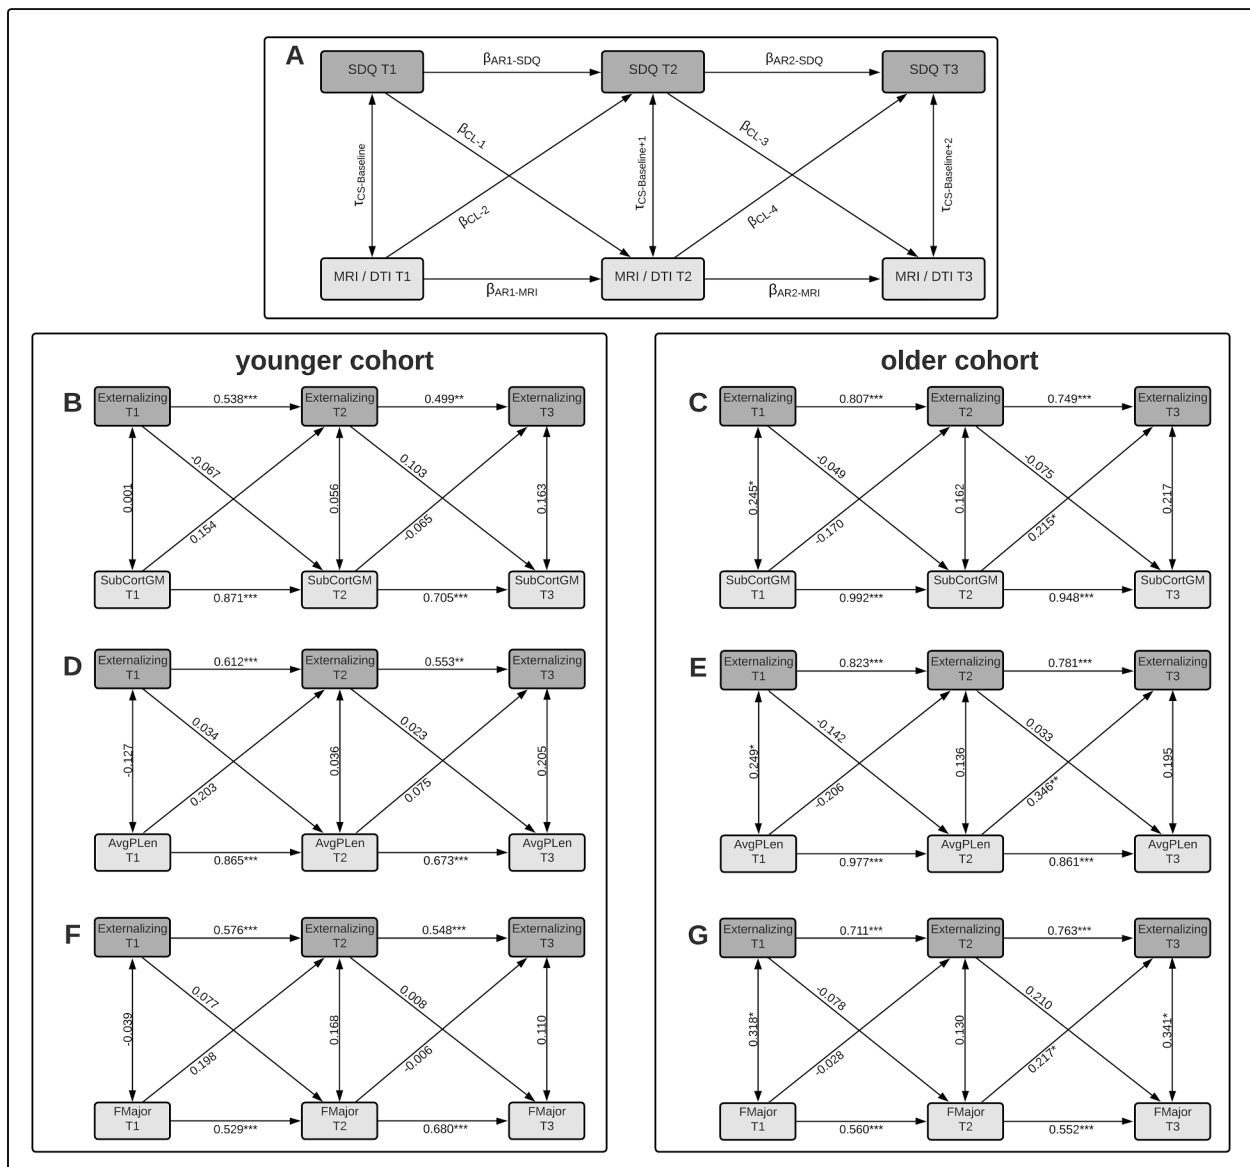 A
SDQ T1
βAR1-SDQ
SDQ T2
βAR2-SDQ
SDQ T3
τCS-Baseline
βCL-1
βCL-2
τCS-Baseline+1
βCL-3
βCL-4
τCS-Baseline+2
MRI / DTI T1
βAR1-MRI
MRI / DTI T2
βAR2-MRI
MRI / DTI T3
younger cohort
B
Externalizing
T1
0.538***
Externalizing
T2
0.499**
Externalizing
T3
0.001
-0.067
0.154
0.056
0.103
-0.065
0.163
SubCortGM
T1
0.871***
SubCortGM
T2
0.705***
SubCortGM
T3
D
Externalizing
T1
0.612***
Externalizing
T2
0.553**
Externalizing
T3
-0.127
0.034
0.203
0.036
0.023
0.075
0.205
AvgPLen
T1
0.865***
AvgPLen
T2
0.673***
AvgPLen
T3
F
Externalizing
T1
0.576***
Externalizing
T2
0.548***
Externalizing
T3
-0.039
0.077
0.198
0.168
0.008
-0.006
0.110
FMajor
T1
0.529***
FMajor
T2
0.680***
FMajor
T3
older cohort
C
Externalizing
T1
0.807***
Externalizing
T2
0.749***
Externalizing
T3
0.245*
-0.049
-0.170
0.162
-0.075
0.215*
0.217
SubCortGM
T1
0.992***
SubCortGM
T2
0.948***
SubCortGM
T3
E
Externalizing
T1
0.823***
Externalizing
T2
0.781***
Externalizing
T3
0.249*
-0.142
-0.206
0.136
0.033
0.346**
0.195
AvgPLen
T1
0.977***
AvgPLen
T2
0.861***
AvgPLen
T3
G
Externalizing
T1
0.711***
Externalizing
T2
0.763***
Externalizing
T3
0.318*
-0.078
-0.028
0.130
0.210
0.217*
0.341*
FMajor
T1
0.560***
FMajor
T2
0.552***
FMajor
T3